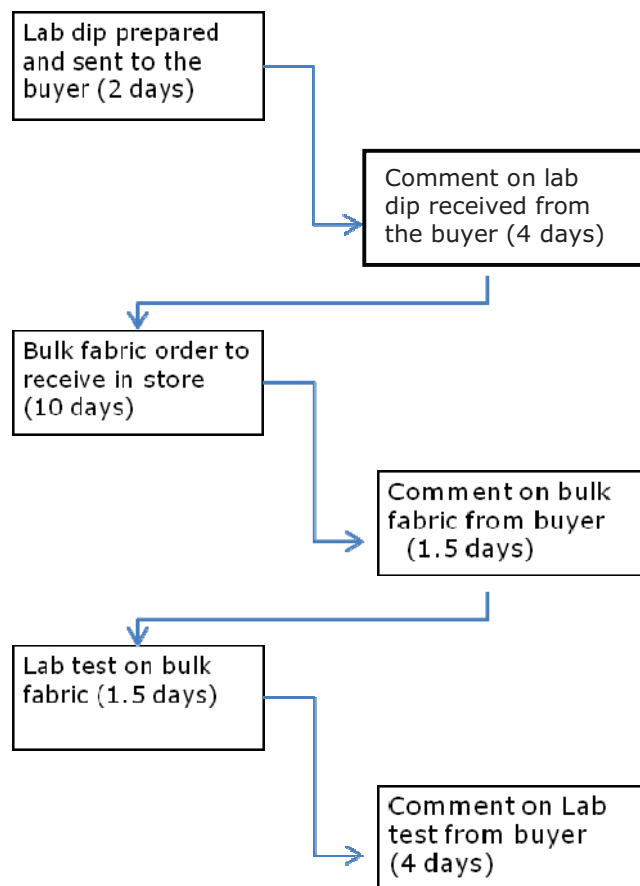 Lab dip prepared
and sent to the
buyer (2 days)
Comment on lab
dip received from
the buyer (4 days)
Bulk fabric order to
receive in store
(10 days)
Comment on bulk
fabric from buyer
(1.5 days)
Lab test on bulk
fabric (1.5 days)
Comment on Lab
test from buyer
(4 days)